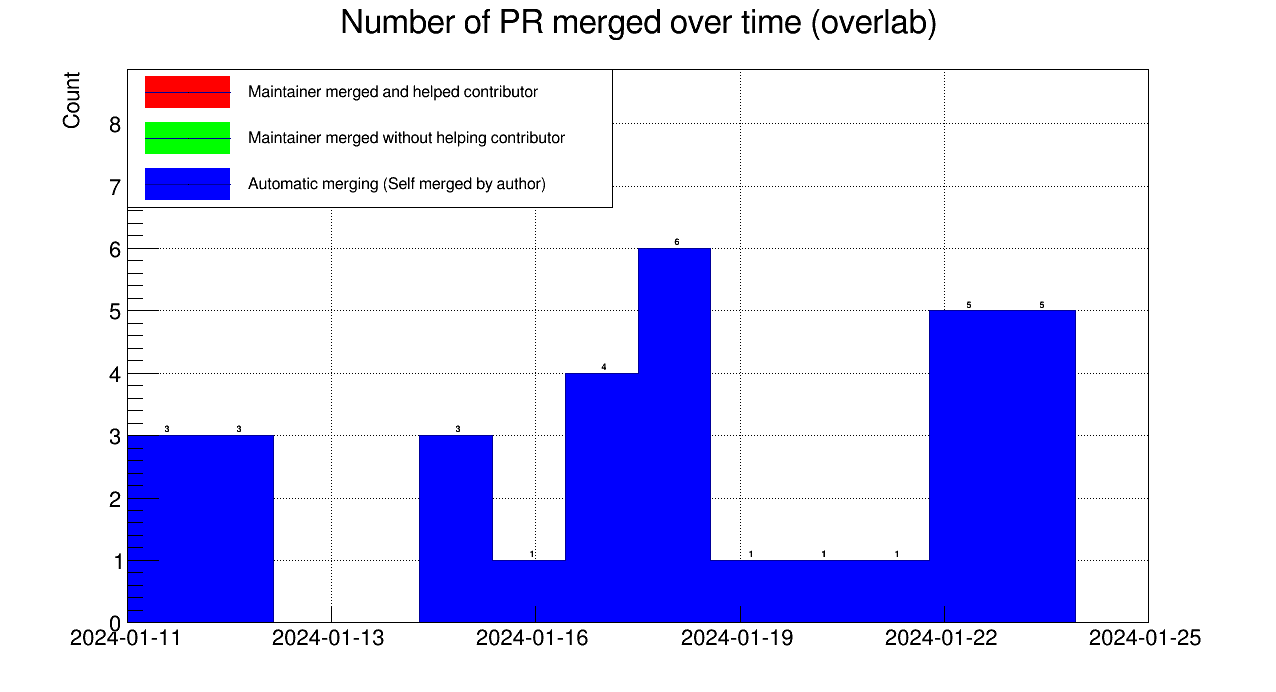 Number of PR merged over time (overlab)
Count
Maintainer merged and helped contributor
Maintainer merged without helping contributor
Automatic merging (Self merged by author)
8
7
6
5
4
3
2
1
0
3 3 3 1 4 6 1 1 1 5 5
2024-01-11 2024-01-13 2024-01-16 2024-01-19 2024-01-22 2024-01-25